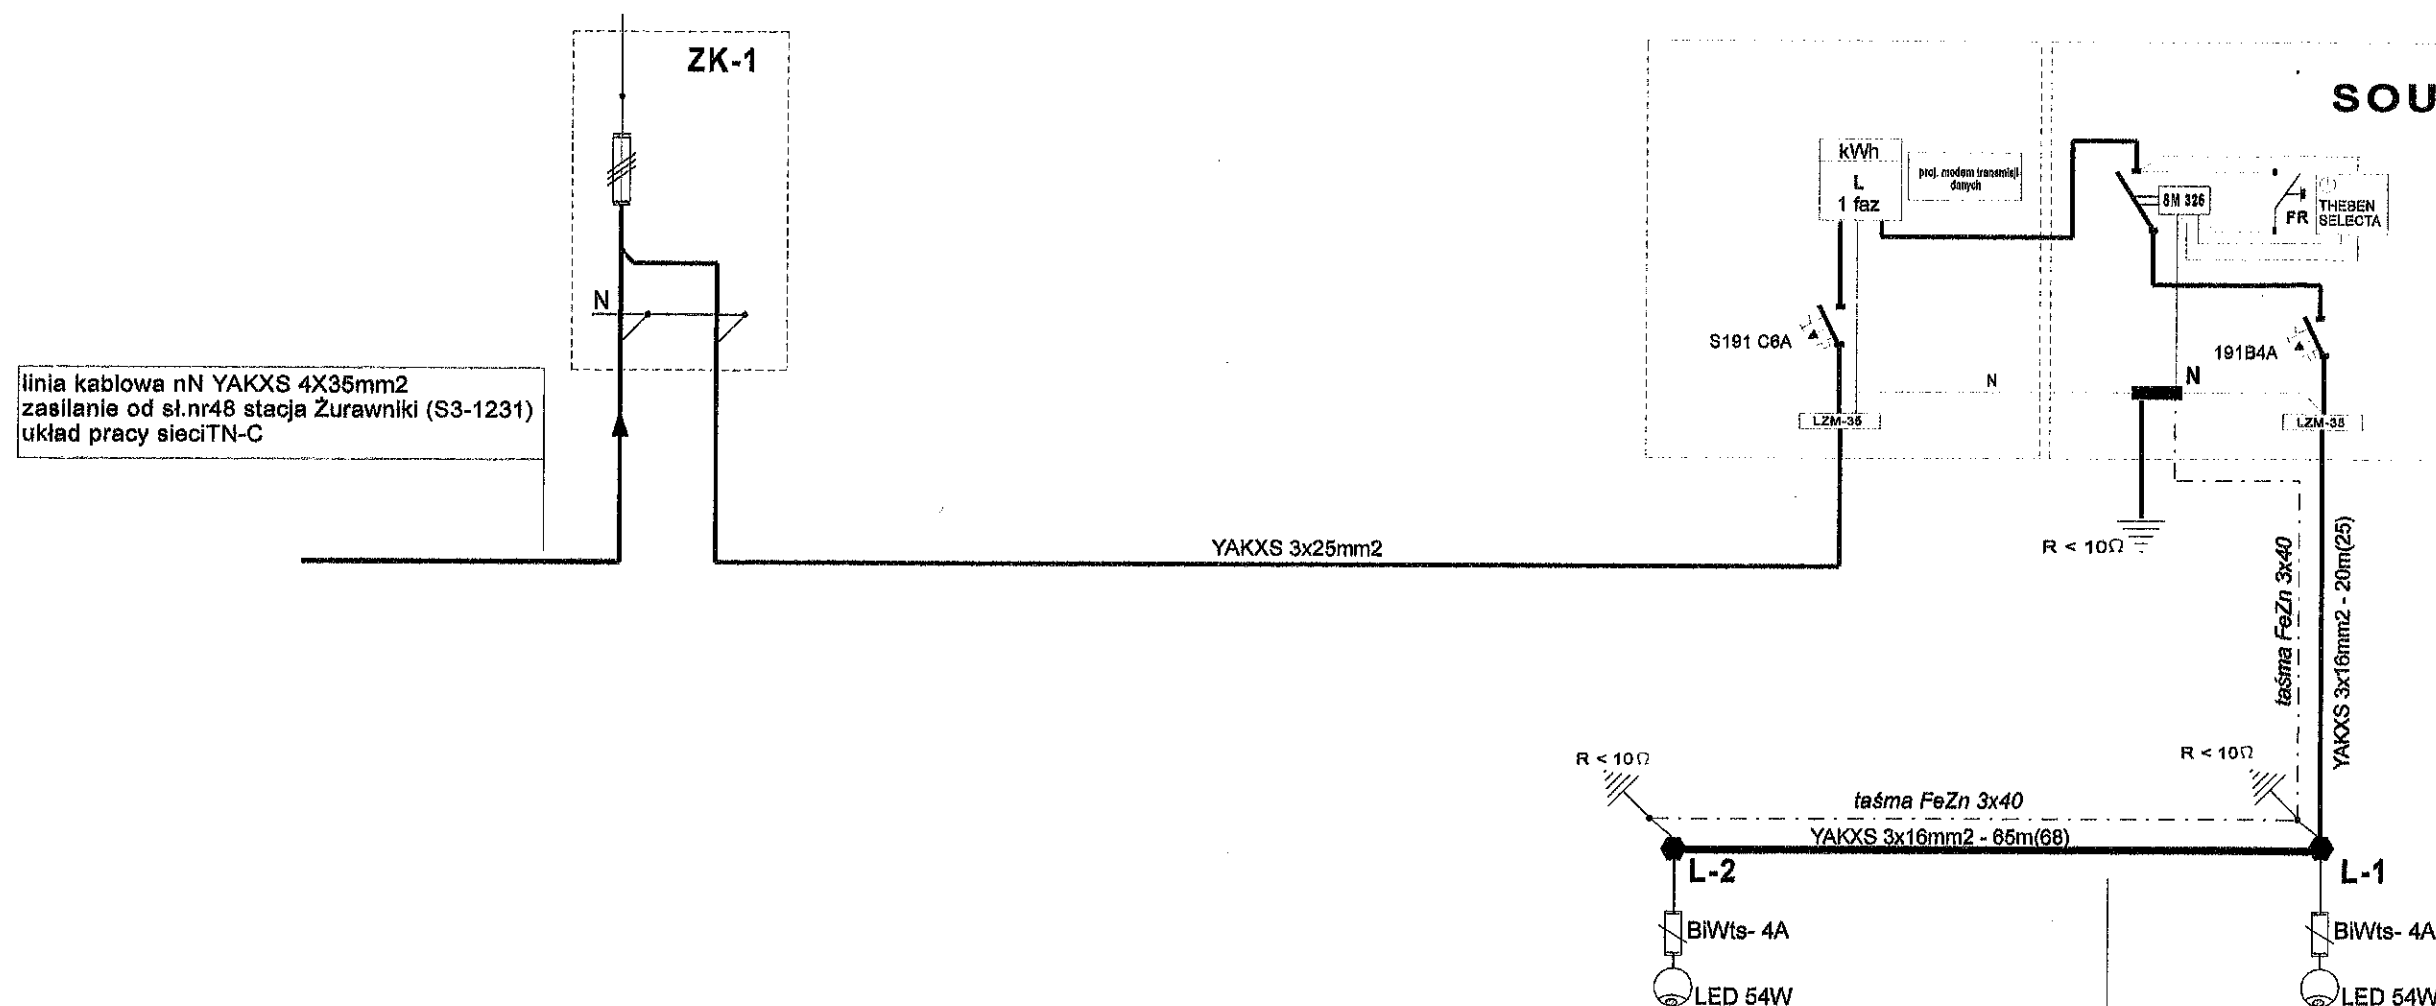 ZK-1
SOU
kWh
L
1 faz
proj. modem transmisji
danych
SM 325
FR
THEBEN
SELECTA
N
S191 C6A
191B4A
N
N
LZM-35
LZM-35
linia kablowa nN YAKXS 4X35mm2
zasilanie od sł.nr48 stacja Żurawniki (S3-1231)
układ pracy sieciTN-C
YAKXS 3x25mm2
R < 10Ω
taśma FeZn 3x40
YAKXS 3x16mm2 - 20m(25)
R < 10Ω
R < 10Ω
taśma FeZn 3x40
YAKXS 3x16mm2 - 65m(68)
L-2
L-1
BiWts- 4A
BiWts- 4A
LED 54W
LED 54W